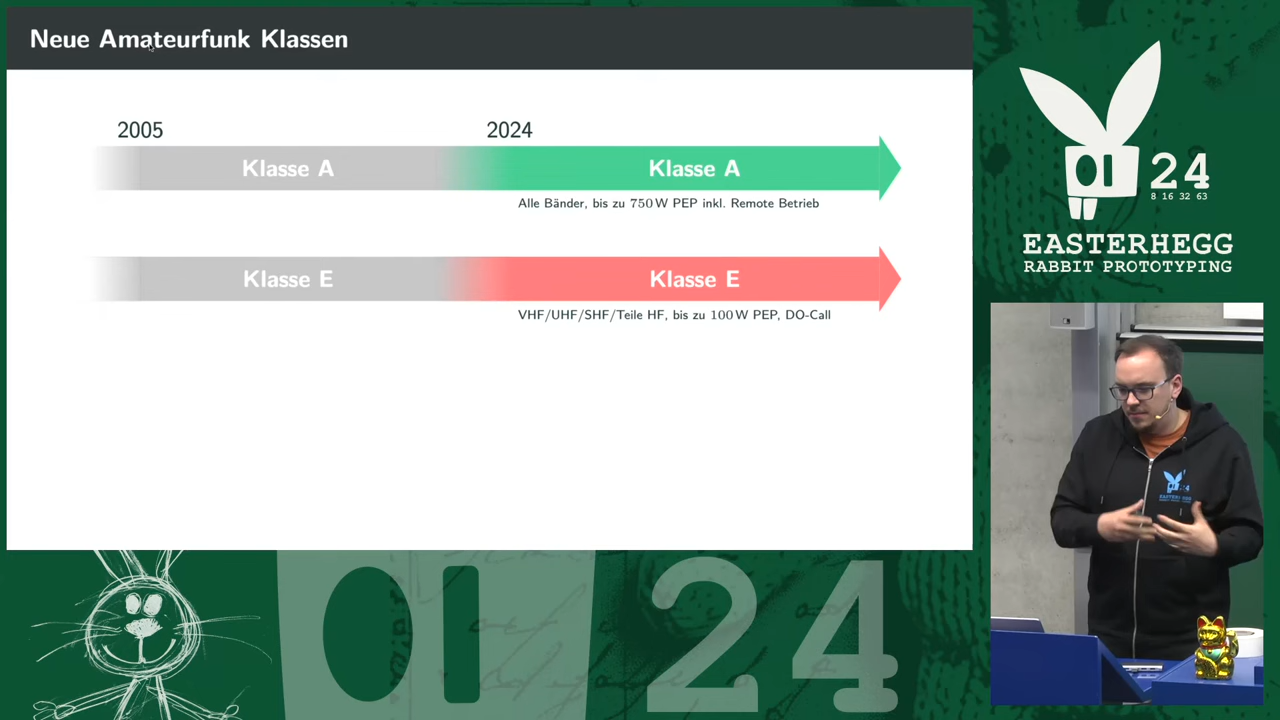 Neue Amateurfunk Klassen
2005
2024
Klasse A
Klasse A
Alle Bänder, bis zu 750 W PEP inkl. Remote Betrieb
Klasse E
Klasse E
VHF/UHF/SHF/Teile HF, bis zu 100 W PEP, DO-Call
24
8 16 32 63
EASTERHEGG
RABBIT PROTOTYPING
24